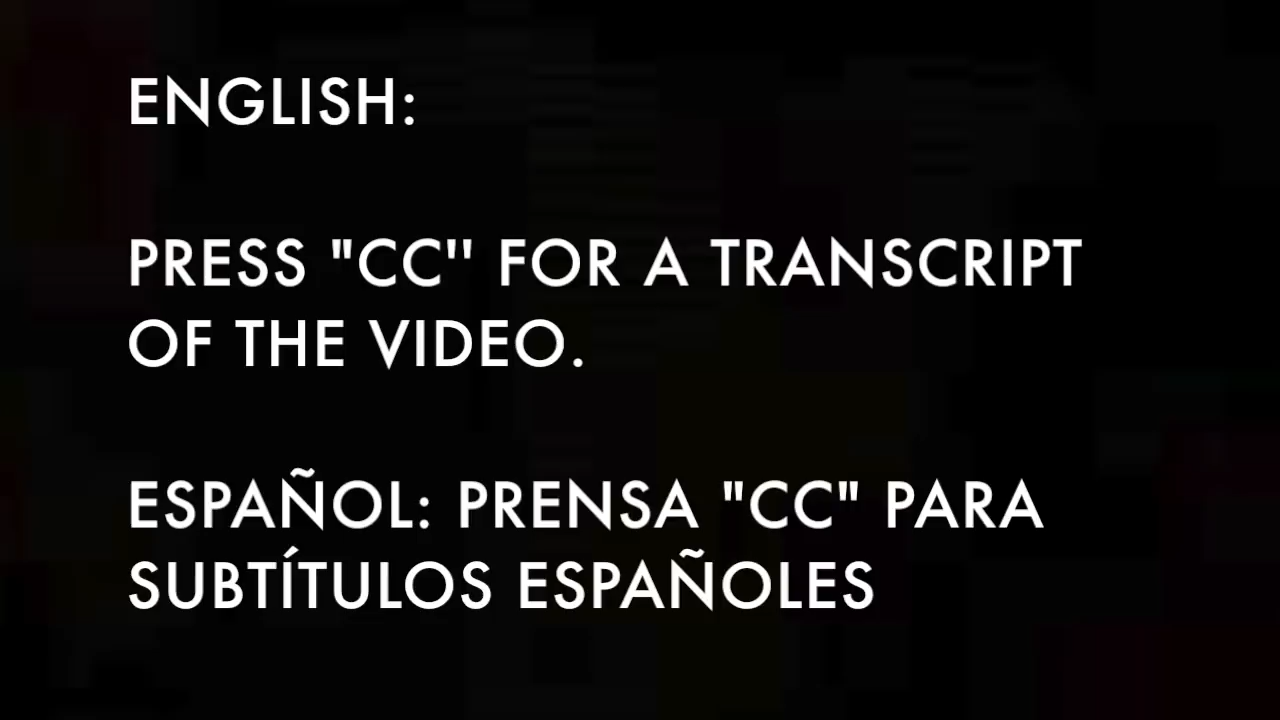 ENGLISH:
PRESS "CC'' FOR A TRANSCRIPT
OF THE VIDEO.
ESPAÑOL: PRENSA "CC" PARA
SUBTÍTULOS ESPAÑOLES